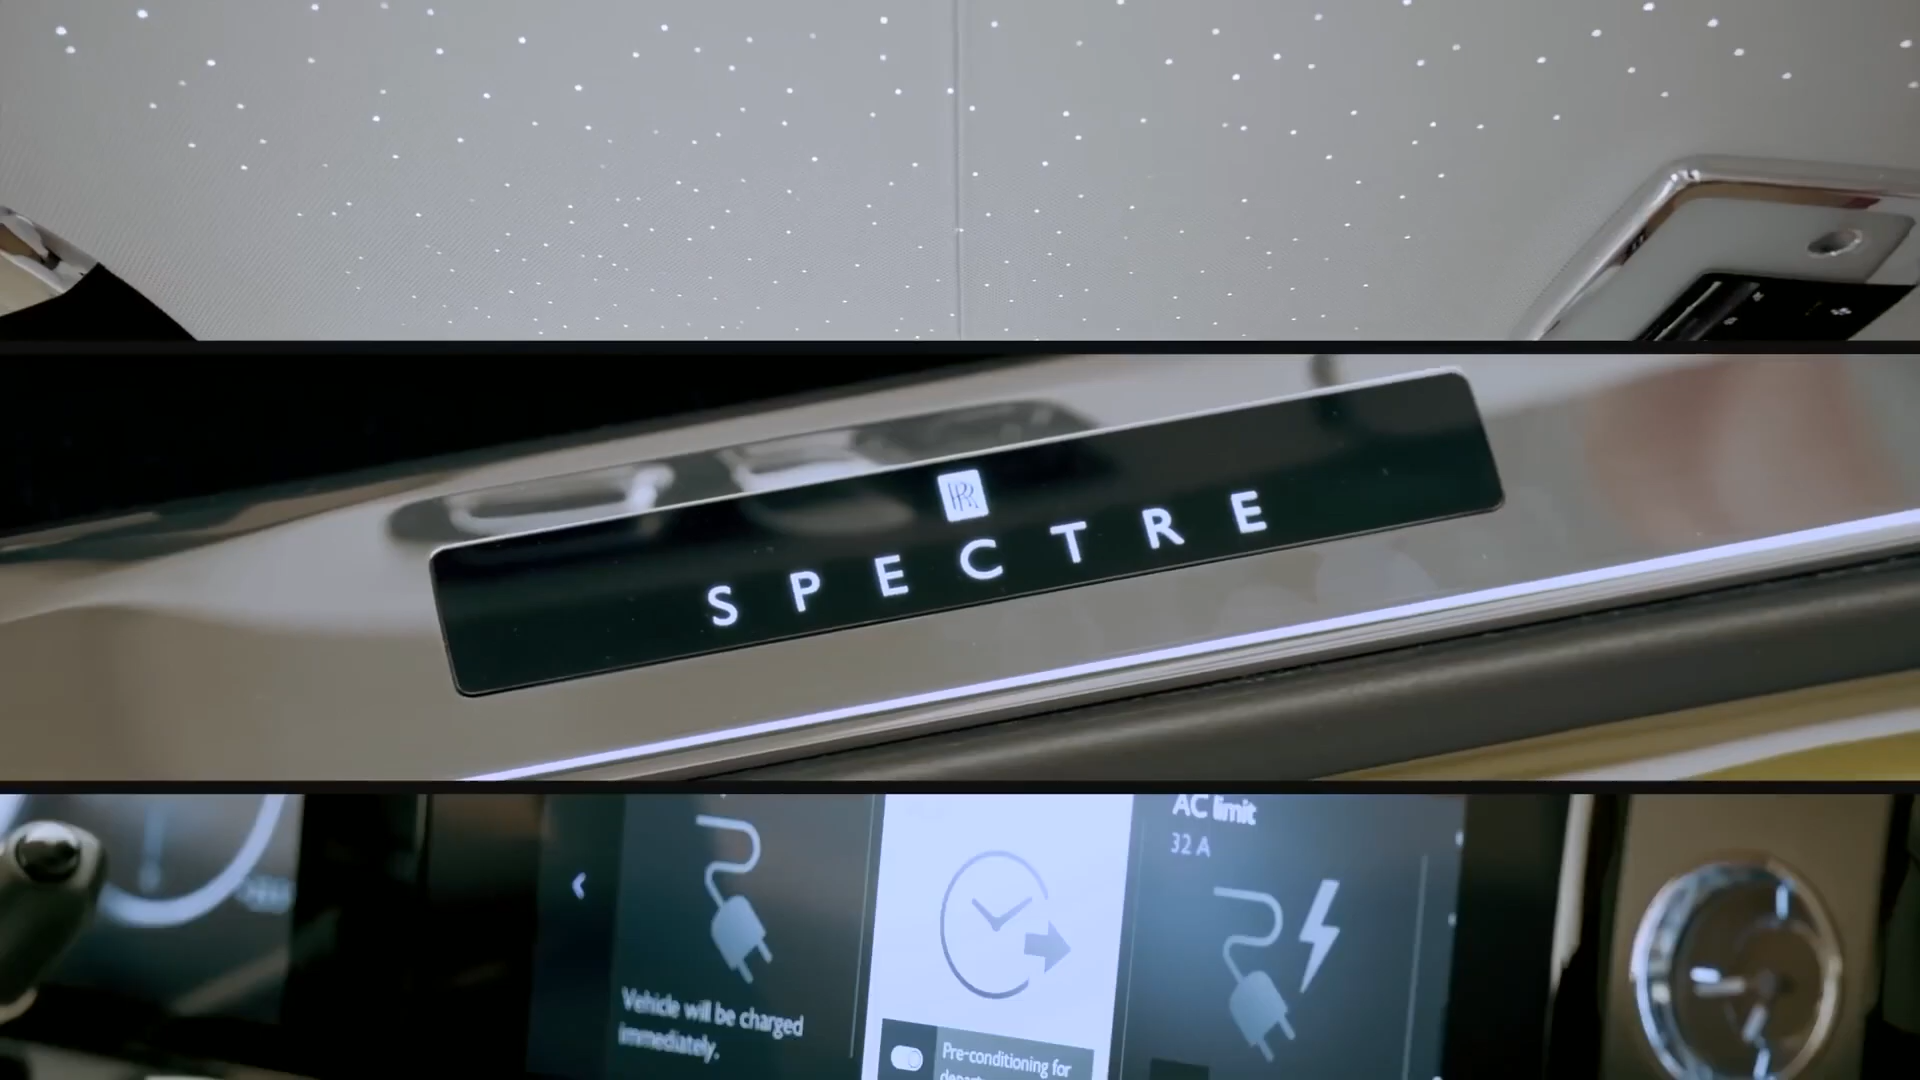 RR
SPECTRE
AC limit
32 A
Vehicle will be charged
immediately.
Pre-conditioning for